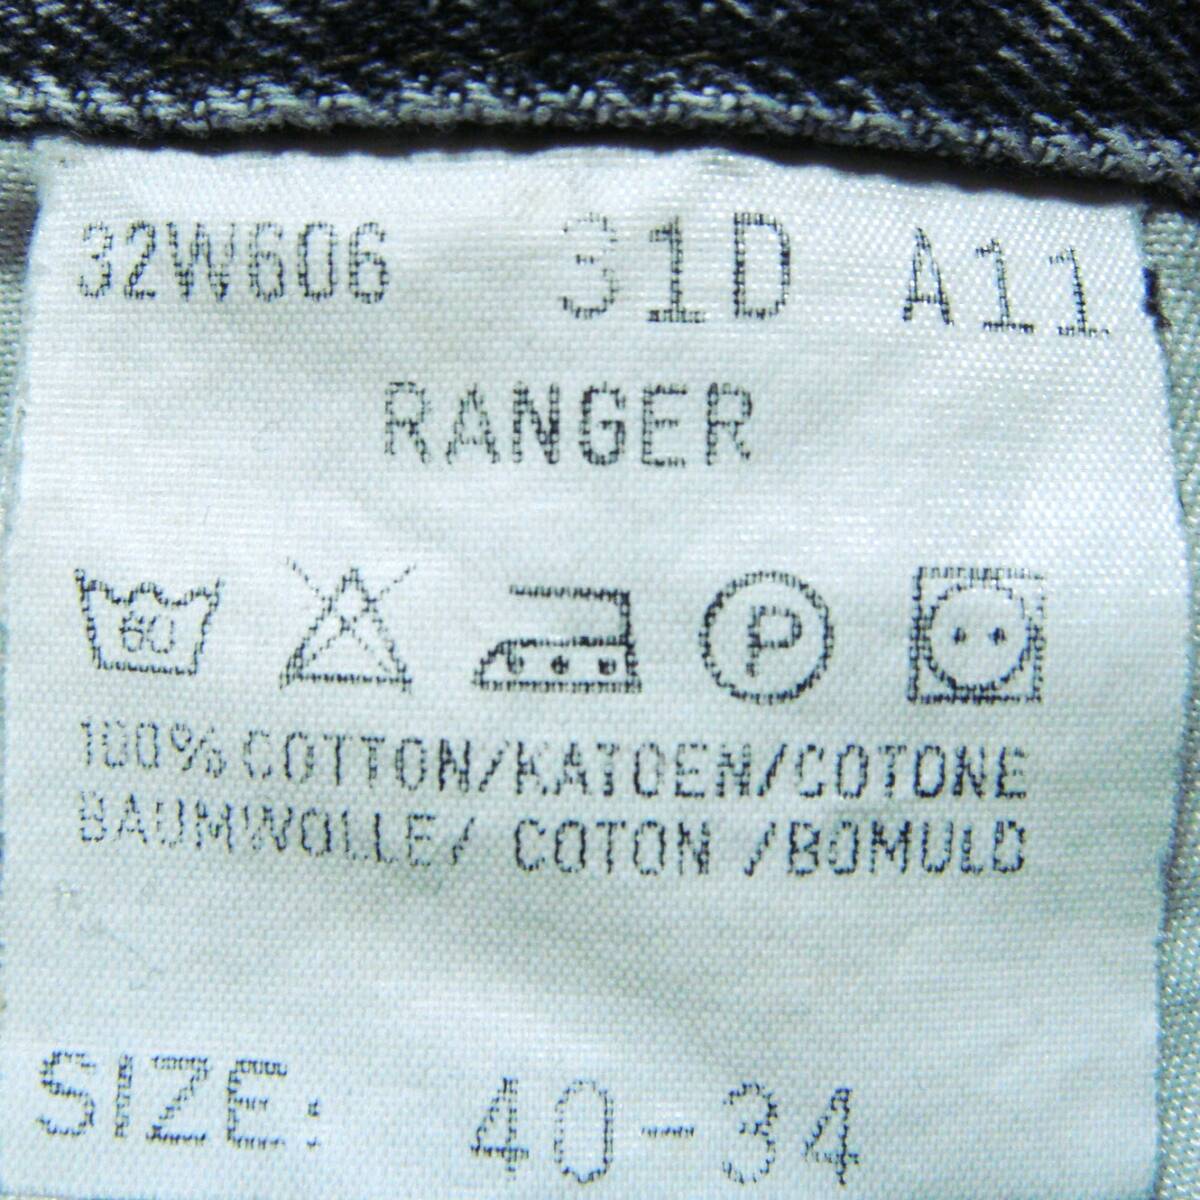 32W606 31D A11
RANGER
60 P
100% COTTON/KATOEN/COTONE
BAUMWOLLE/ COTON /BOMULD
SIZE: 40-34